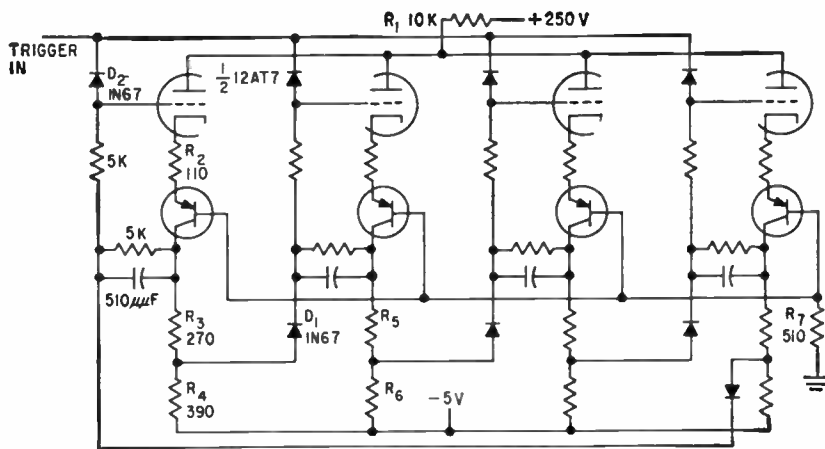 R1 10K
+250V
TRIGGER
IN
D2
1N67
1/2 12AT7
R2
110
5K
5K
510μμF
R3
270
D1
1N67
R5
R7
510
R4
390
R6
-5V